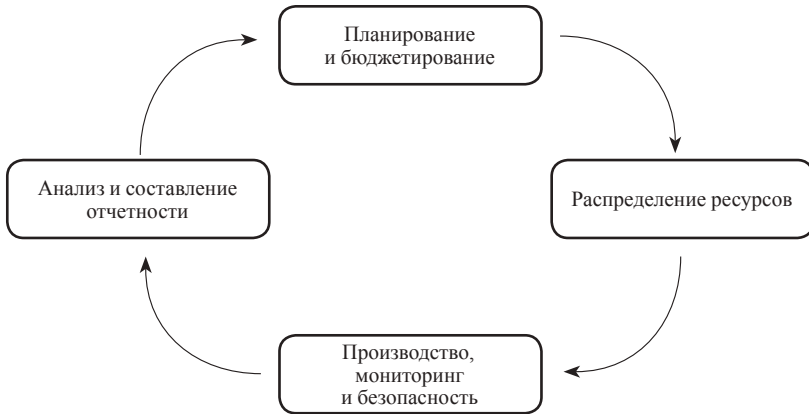 Планирование
и бюджетирование
Анализ и составление
отчетности
Распределение ресурсов
Производство,
мониторинг
и безопасность